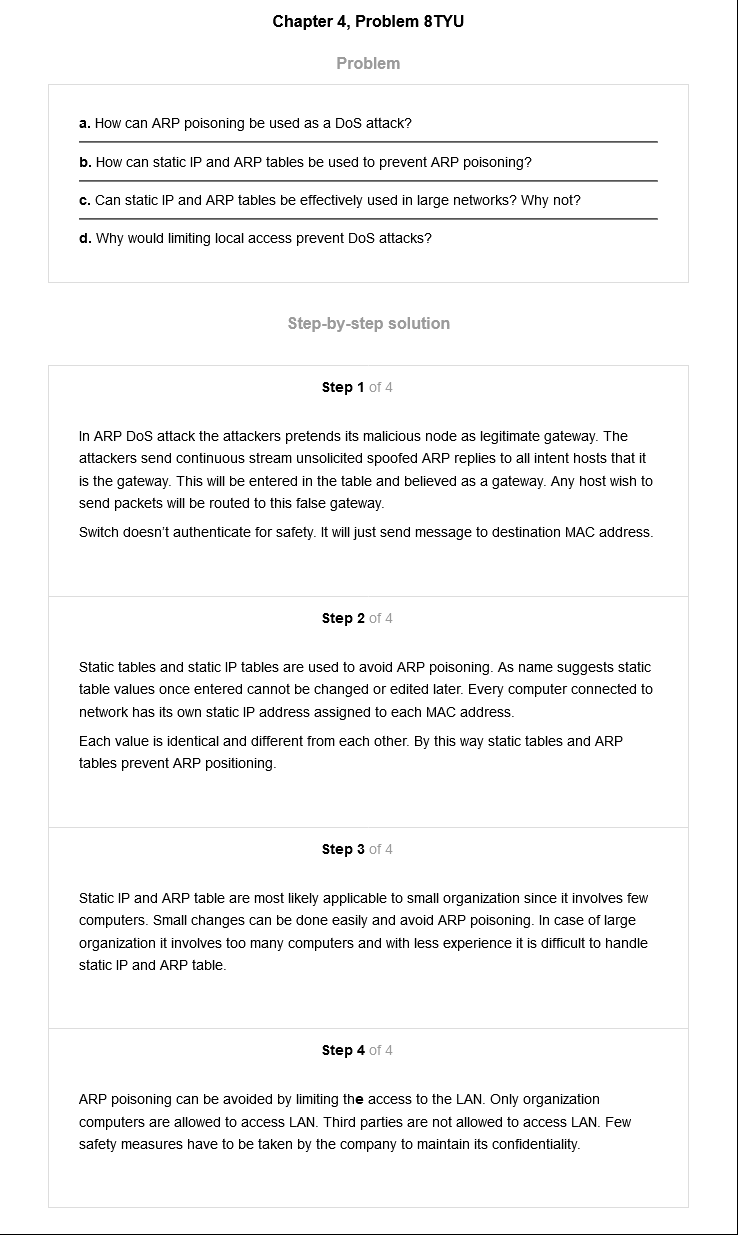 Chapter 4, Problem 8TYU
Problem
a. How can ARP poisoning be used as a DoS attack?
b. How can static IP and ARP tables be used to prevent ARP poisoning?
c. Can static IP and ARP tables be effectively used in large networks? Why not?
d. Why would limiting local access prevent DoS attacks?
Step-by-step solution
Step 1 of 4
In ARP DoS attack the attackers pretends its malicious node as legitimate gateway. The
attackers send continuous stream unsolicited spoofed ARP replies to all intent hosts that it
is the gateway. This will be entered in the table and believed as a gateway. Any host wish to
send packets will be routed to this false gateway.
Switch doesn't authenticate for safety. It will just send message to destination MAC address.
Step 2 of 4
Static tables and static IP tables are used to avoid ARP poisoning. As name suggests static
table values once entered cannot be changed or edited later. Every computer connected to
network has its own static IP address assigned to each MAC address.
Each value is identical and different from each other. By this way static tables and ARP
tables prevent ARP positioning.
Step 3 of 4
Static IP and ARP table are most likely applicable to small organization since it involves few
computers. Small changes can be done easily and avoid ARP poisoning. In case of large
organization it involves too many computers and with less experience it is difficult to handle
static IP and ARP table.
Step 4 of 4
ARP poisoning can be avoided by limiting the access to the LAN. Only organization
computers are allowed to access LAN. Third parties are not allowed to access LAN. Few
safety measures have to be taken by the company to maintain its confidentiality.